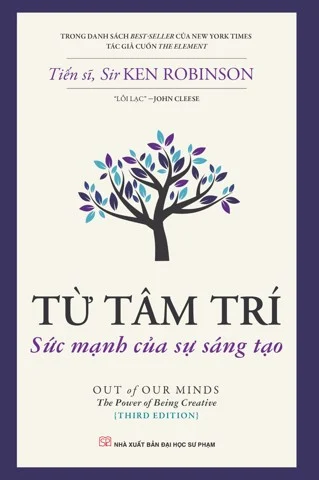 TRONG DANH SÁCH BEST-SELLER CỦA NEW YORK TIMES
TÁC GIẢ CUỐN THE ELEMENT
Tiến sĩ, Sir KEN ROBINSON
"LỖI LẠC" —JOHN CLEESE
TỪ TÂM TRÍ
Sức mạnh của sự sáng tạo
OUT of OUR MINDS
The Power of Being Creative
[THIRD EDITION]
NHÀ XUẤT BẢN ĐẠI HỌC SƯ PHẠM